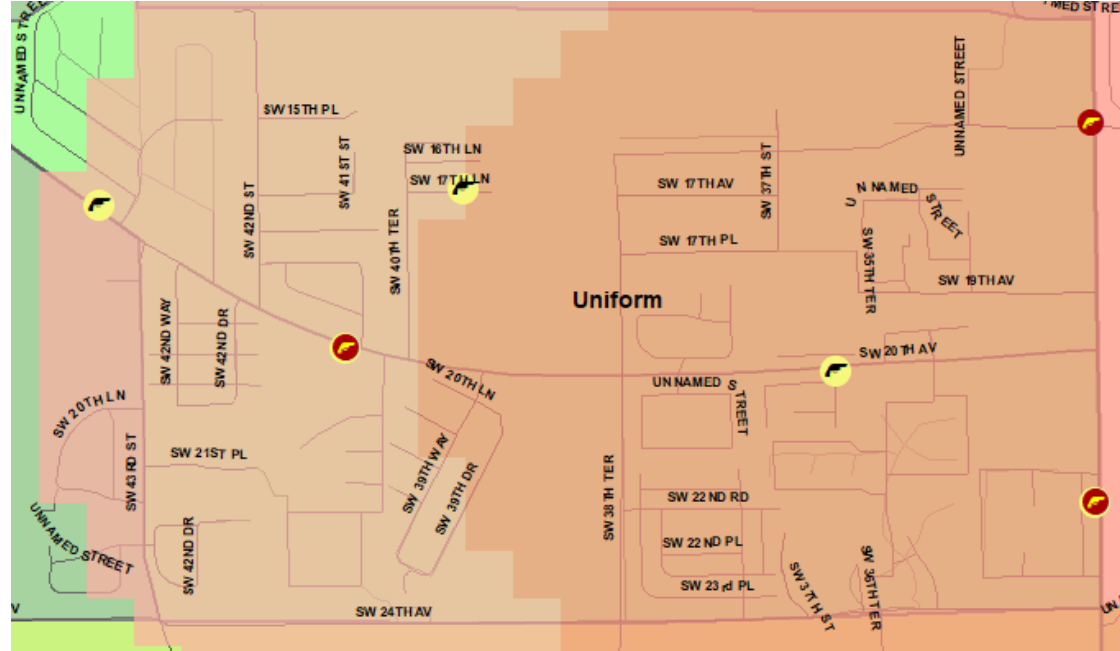 UNNAMED STREET
UNNAMED STREET
SW 15TH PL
SW 16TH LN
SW 41ST ST
SW 17TH LN
SW 17TH AV
SW 37TH ST
UNNAMED STREET
SW 42ND ST
SW 40TH TER
SW 17TH PL
SW 35TH TER
SW 19TH AV
Uniform
SW 42ND WAY
SW 42ND DR
SW 20TH AV
SW 20TH LN
UNNAMED STREET
SW 20TH LN
SW 43RD ST
SW 21ST PL
SW 39TH WAY
SW 39TH DR
SW 38TH TER
SW 22ND RD
SW 22ND PL
SW 23rd PL
SW 37TH ST
SW 36TH TER
UNNAMED STREET
SW 42ND DR
SW 24TH AV